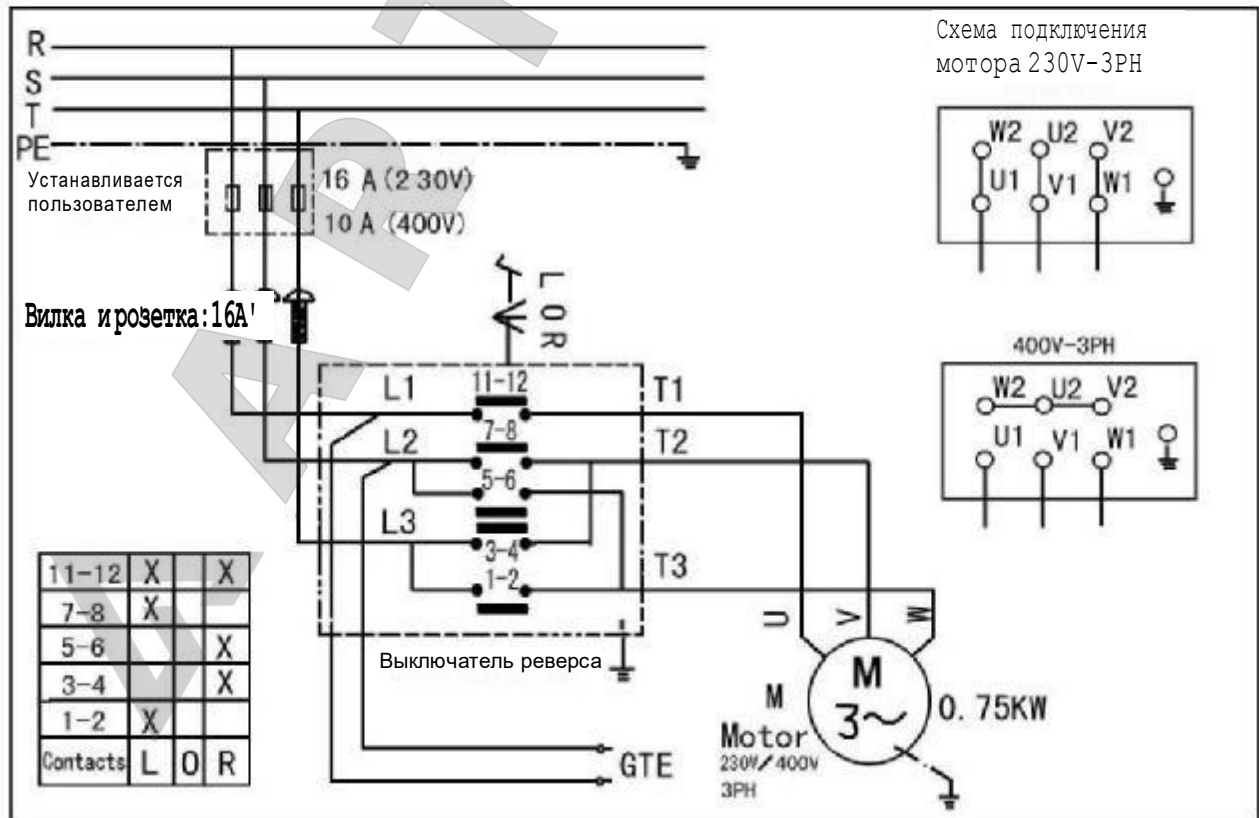 R
S
T
PE
Устанавливается
пользователем
16 A (230V)
10 A (400V)
Вилка и розетка:16A'
L O R
L1
11-12
T1
7-8
L2
T2
5-6
L3
3-4
1-2
T3
Выключатель реверса
GTE
U
V
W
M
3~
M
Motor
230V/400V
3PH
0.75KW
11-12 X X
7-8 X
5-6 X
3-4 X
1-2 X
Contacts L O R
Схема подключения
мотора 230V-3PH
W2 U2 V2
U1 V1 W1
400V-3PH
W2 U2 V2
U1 V1 W1